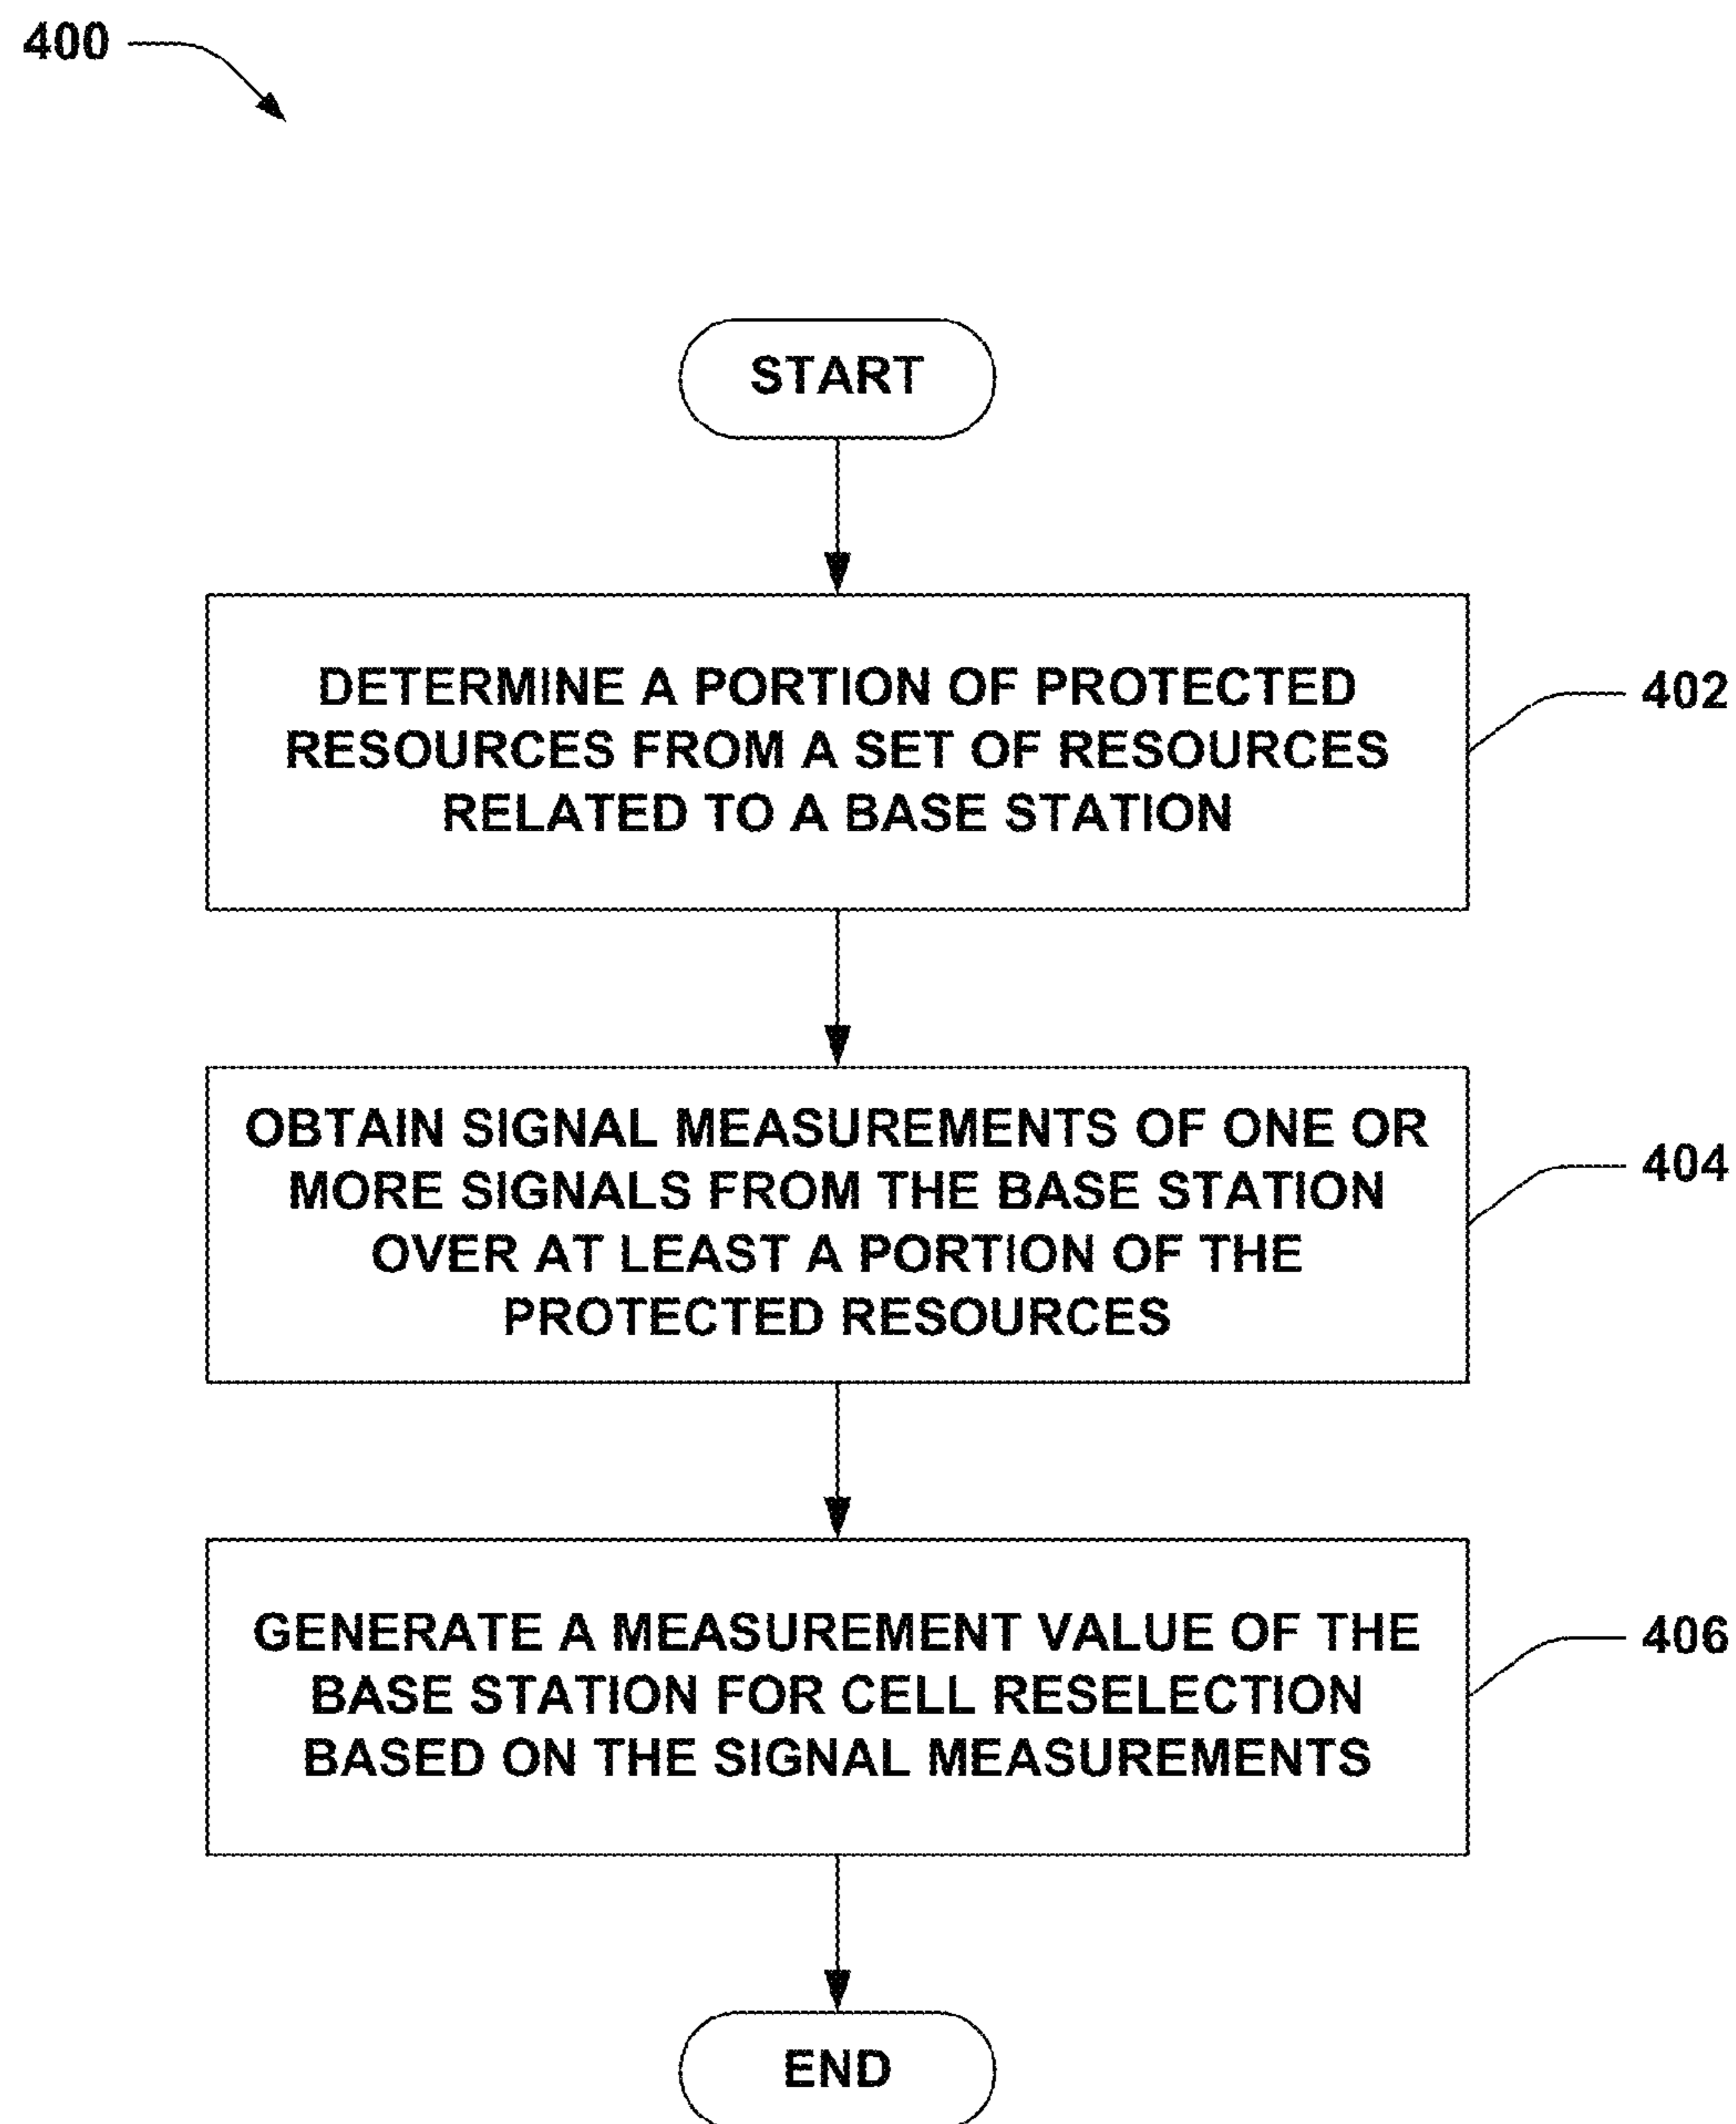 400
START
DETERMINE A PORTION OF PROTECTED
RESOURCES FROM A SET OF RESOURCES
RELATED TO A BASE STATION
402
OBTAIN SIGNAL MEASUREMENTS OF ONE OR
MORE SIGNALS FROM THE BASE STATION
OVER AT LEAST A PORTION OF THE
PROTECTED RESOURCES
404
GENERATE A MEASUREMENT VALUE OF THE
BASE STATION FOR CELL RESELECTION
BASED ON THE SIGNAL MEASUREMENTS
406
END